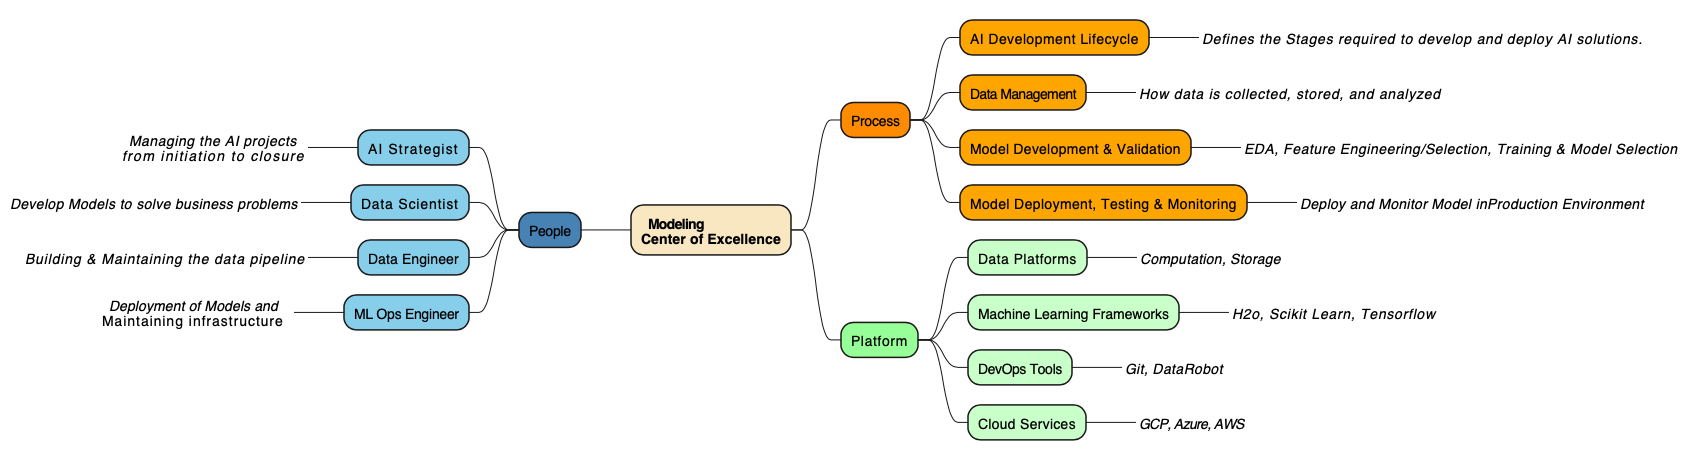 Modeling
Center of Excellence
People
AI Strategist
Managing the AI projects
from initiation to closure
Data Scientist
Develop Models to solve business problems
Data Engineer
Building & Maintaining the data pipeline
ML Ops Engineer
Deployment of Models and
Maintaining infrastructure
Process
AI Development Lifecycle
Defines the Stages required to develop and deploy AI solutions.
Data Management
How data is collected, stored, and analyzed
Model Development & Validation
EDA, Feature Engineering/Selection, Training & Model Selection
Model Deployment, Testing & Monitoring
Deploy and Monitor Model inProduction Environment
Platform
Data Platforms
Computation, Storage
Machine Learning Frameworks
H2o, Scikit Learn, Tensorflow
DevOps Tools
Git, DataRobot
Cloud Services
GCP, Azure, AWS